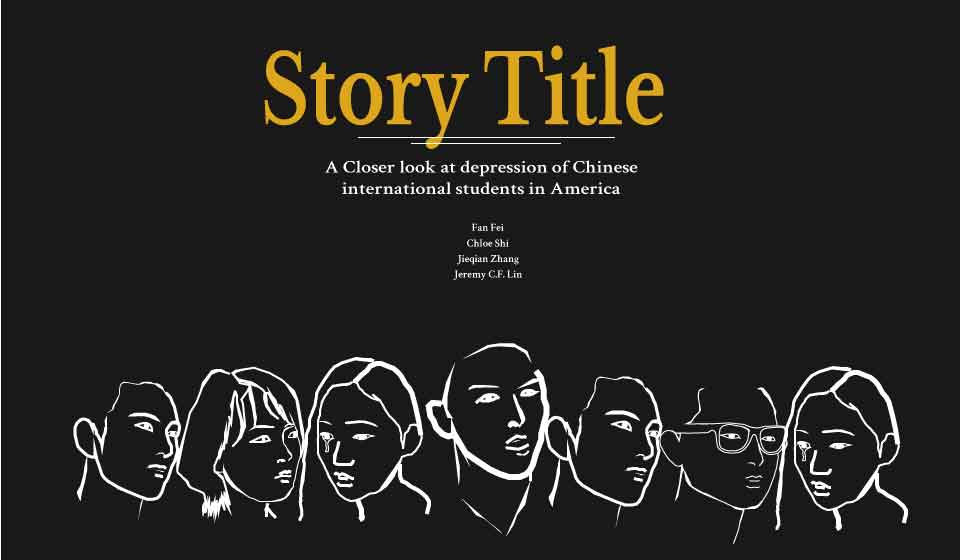 Story Title
A Closer look at depression of Chinese
international students in America
Fan Fei
Chloe Shi
Jieqian Zhang
Jeremy C.F. Lin